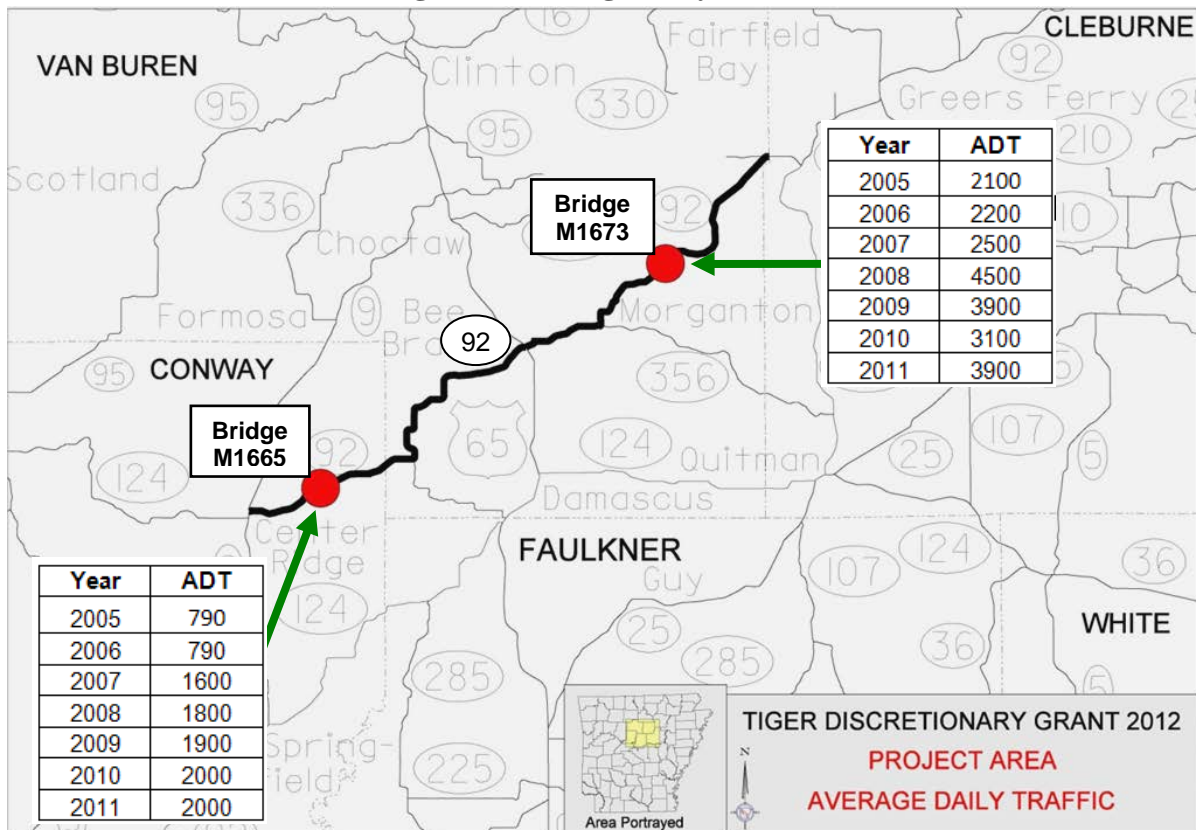 CLEBURNE
VAN BUREN
16
Fairfield
Bay
Clinton
92
95
330
Greers Ferry
95
210
Scotland
336
Choctaw
Bridge
M1673
92
Year ADT
2005 2100
2006 2200
2007 2500
2008 4500
2009 3900
2010 3100
2011 3900
10
Formosa
9
Bee
92
Morganton
95
CONWAY
356
5
Bridge
M1665
92
65
124
124
Quitman
25
107
5
Damascus
Center
Ridge
124
FAULKNER
Guy
107
124
36
25
285
36
WHITE
5
Year ADT
2005 790
2006 790
2007 1600
2008 1800
2009 1900
2010 2000
2011 2000
285
Spring-
field
225
Area Portrayed
N
TIGER DISCRETIONARY GRANT 2012
PROJECT AREA
AVERAGE DAILY TRAFFIC